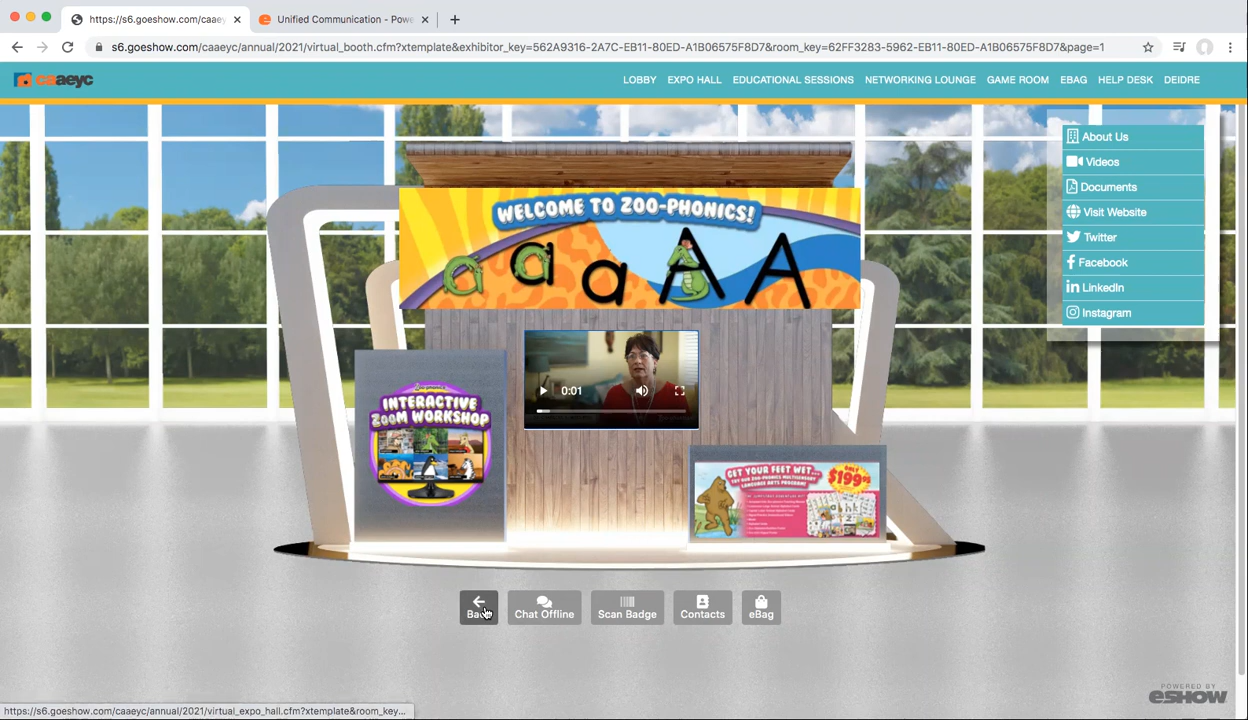 https://s6.goeshow.com/caaey
Unified Communication - Powe
s6.goeshow.com/caaeyc/annual/2021/virtual_booth.cfm?xtemplate&exhibitor_key=562A9316-2A7C-EB11-80ED-A1B06575F8D7&room_key=62FF3283-5962-EB11-80ED-A1B06575F8D7&page=1
caaeyc
LOBBY EXPO HALL EDUCATIONAL SESSIONS NETWORKING LOUNGE GAME ROOM EBAG HELP DESK DEIDRE
About Us
Videos
Documents
Visit Website
Twitter
Facebook
LinkedIn
Instagram
WELCOME TO ZOO-PHONICS!
a a a A A
0:01
INTERACTIVE
ZOOM WORKSHOP
GET YOUR FEET WET...
ONLY
$199
Back
Chat Offline
Scan Badge
Contacts
eBag
POWERED BY
eSHOW
https://s6.goeshow.com/caaeyc/annual/2021/virtual_expo_hall.cfm?xtemplate&room_key...